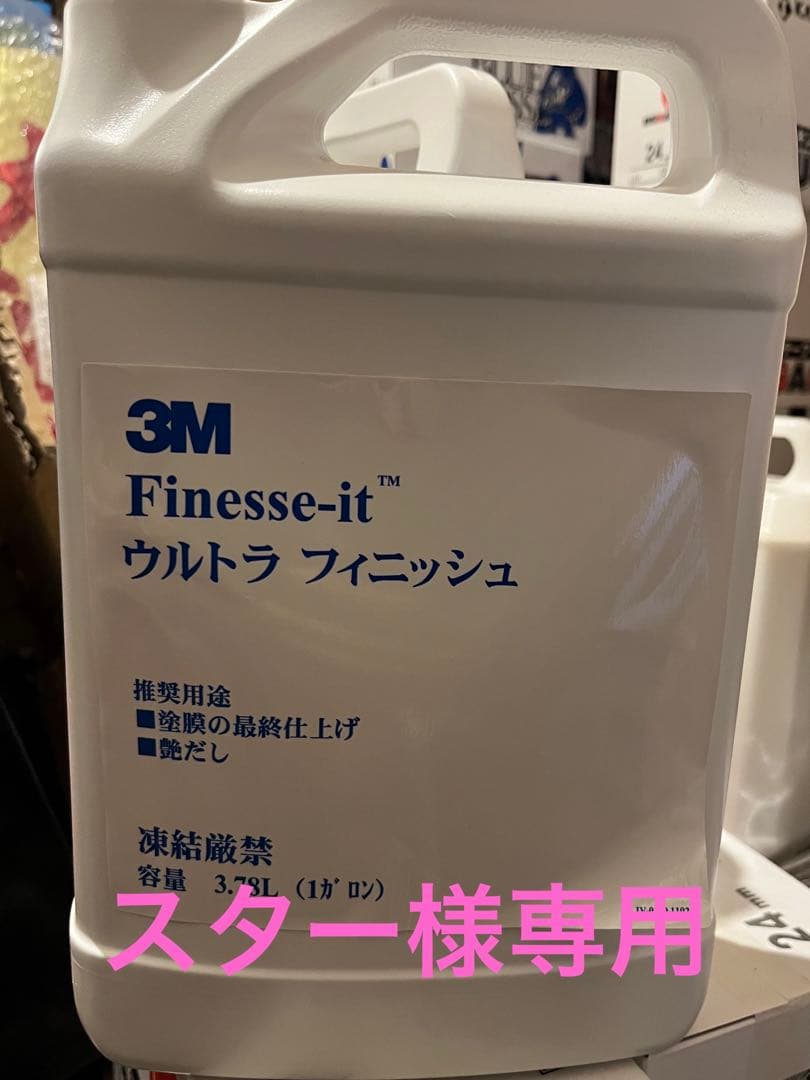 24
3M
Finesse-it™
ウルトラ フィニッシュ
推奨用途
■塗膜の最終仕上げ
■艶だし
凍結厳禁
容量 3.78L (1ガロン)
スター様専用
24mm